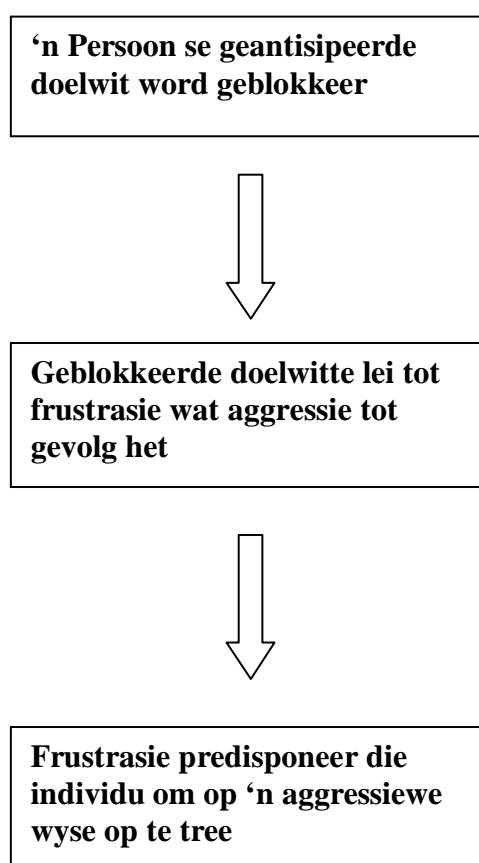 ‘n Persoon se geantisipeerde
doelwit word geblokkeer
Geblokkeerde doelwitte lei tot
frustrasie wat aggressie tot
gevolg het
Frustrasie predisponeer die
individu om op ‘n aggressiewe
wyse op te tree